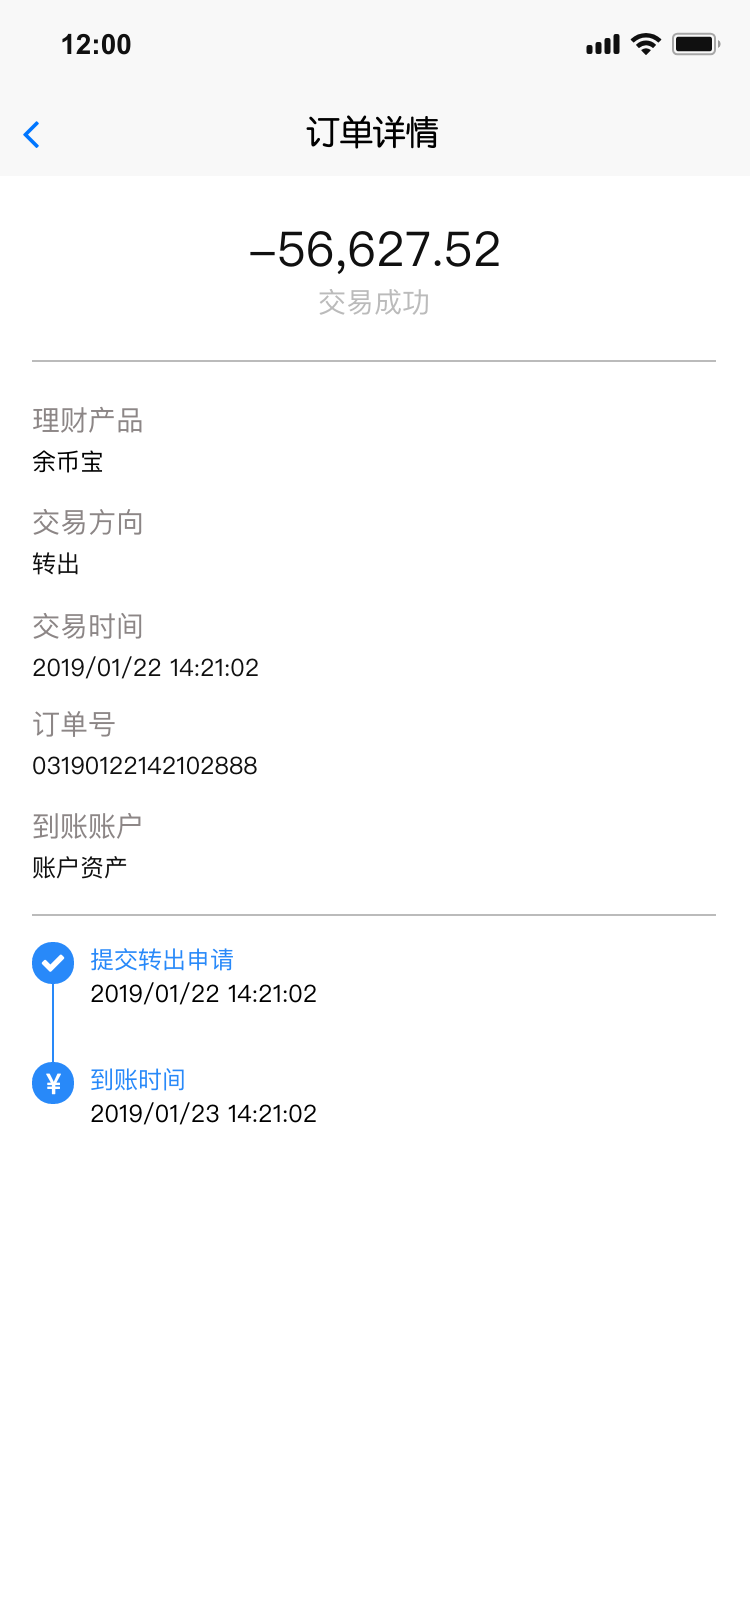 12:00
订单详情
-56,627.52
交易成功
理财产品
余币宝
交易方向
转出
交易时间
2019/01/22 14:21:02
订单号
03190122142102888
到账账户
账户资产
提交转出申请
2019/01/22 14:21:02
¥
到账时间
2019/01/23 14:21:02